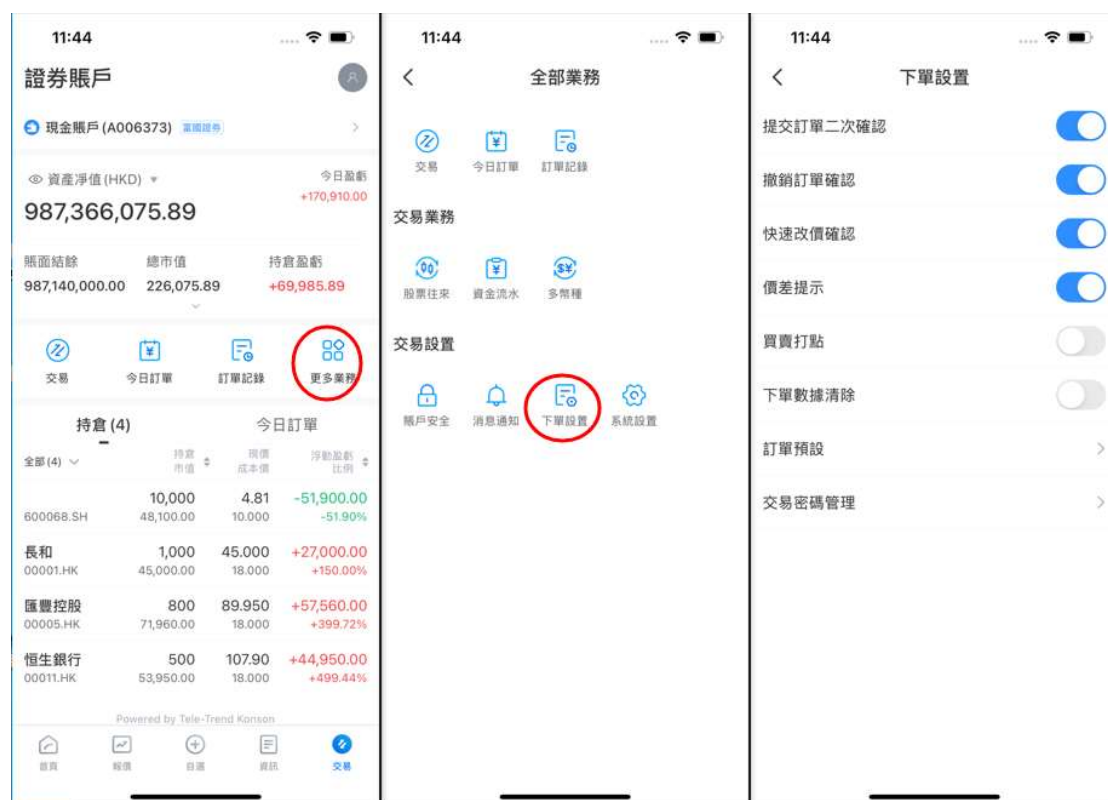 11:44
證券賬戶
現金賬戶(A006373) 富國證券
資產凈值(HKD)
今日盈虧
987,366,075.89
+170,910.00
賬面結餘 總市值 持倉盈虧
987,140,000.00 226,075.89 +69,985.89
交易 今日訂單 訂單記錄 更多業務
持倉(4) 今日訂單
全部(4) 持倉 現價 浮動盈虧
市值 成本價 比例
10,000 4.81 -51,900.00
600068.SH 48,100.00 10.000 -51.90%
長和 1,000 45.000 +27,000.00
00001.HK 45,000.00 18.000 +150.00%
匯豐控股 800 89.950 +57,560.00
00005.HK 71,960.00 18.000 +399.72%
恒生銀行 500 107.90 +44,950.00
00011.HK 53,950.00 18.000 +499.44%
Powered by Tele-Trend Konson
首頁 報價 自選 資訊 交易
11:44
全部業務
交易 今日訂單 訂單記錄
交易業務
股票往來 資金流水 多幣種
交易設置
賬戶安全 消息通知 下單設置 系統設置
11:44
下單設置
提交訂單二次確認
撤銷訂單確認
快速改價確認
價差提示
買賣打點
下單數據清除
訂單預設
交易密碼管理